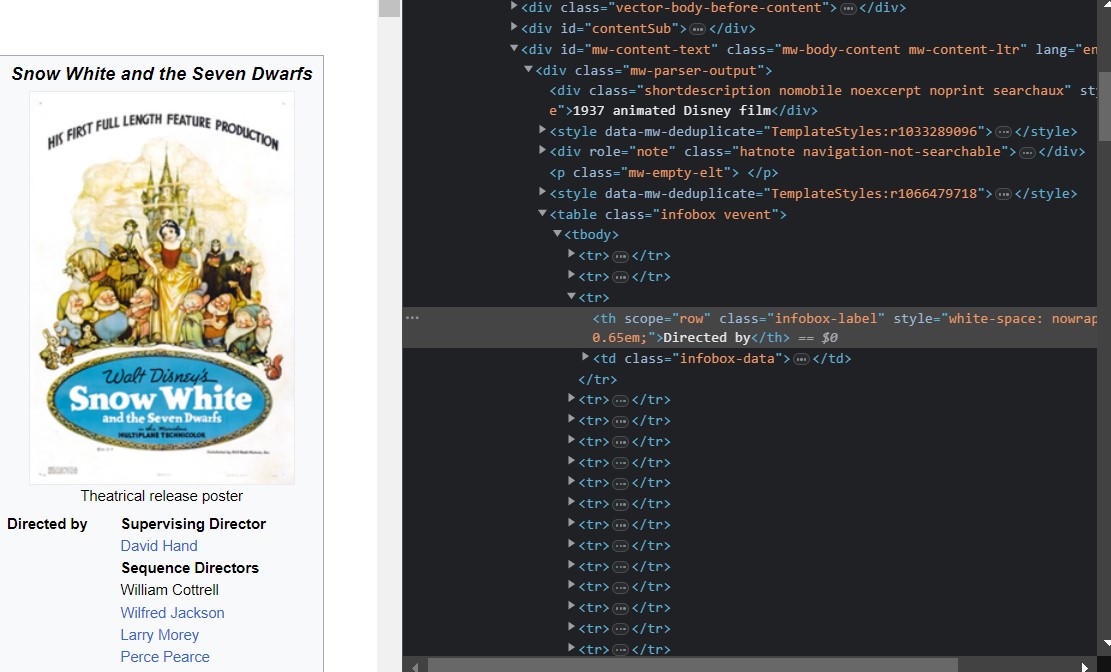 Snow White and the Seven Dwarfs
HIS FIRST FULL LENGTH FEATURE PRODUCTION
Walt Disney's
Snow White
and the Seven Dwarfs
in the Marvelous
MULTIPLANE TECHNICOLOR
Theatrical release poster
Directed by Supervising Director
David Hand
Sequence Directors
William Cottrell
Wilfred Jackson
Larry Morey
Perce Pearce
<div class="vector-body-before-content"> … </div>
<div id="contentSub"> … </div>
<div id="mw-content-text" class="mw-body-content mw-content-ltr" lang="en
<div class="mw-parser-output">
<div class="shortdescription nomobile noexcerpt noprint searchaux" sty
e">1937 animated Disney film</div>
<style data-mw-deduplicate="TemplateStyles:r1033289096"> … </style>
<div role="note" class="hatnote navigation-not-searchable"> … </div>
<p class="mw-empty-elt"> </p>
<style data-mw-deduplicate="TemplateStyles:r1066479718"> … </style>
<table class="infobox vevent">
<tbody>
<tr> … </tr>
<tr> … </tr>
<tr>
<th scope="row" class="infobox-label" style="white-space: nowrap
0.65em;">Directed by</th> == $0
<td class="infobox-data"> … </td>
</tr>
<tr> … </tr>
<tr> … </tr>
<tr> … </tr>
<tr> … </tr>
<tr> … </tr>
<tr> … </tr>
<tr> … </tr>
<tr> … </tr>
<tr> … </tr>
<tr> … </tr>
<tr> … </tr>
<tr> … </tr>
<tr> … </tr>